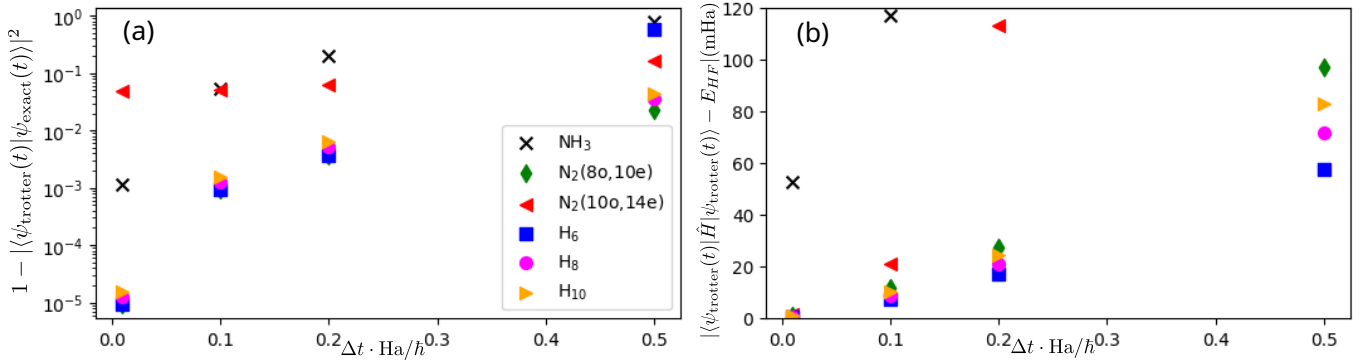 (a)
1 − |⟨ψ_trotter(t)|ψ_exact(t)⟩|²
10⁰
10⁻¹
10⁻²
10⁻³
10⁻⁴
10⁻⁵
NH₃
N₂(8o,10e)
N₂(10o,14e)
H₆
H₈
H₁₀
0.0 0.1 0.2 0.3 0.4 0.5
Δt · Ha/ℏ
(b)
|⟨ψ_trotter(t)|Ĥ|ψ_trotter(t)⟩ − E_HF|(mHa)
120
100
80
60
40
20
0
0.0 0.1 0.2 0.3 0.4 0.5
Δt · Ha/ℏ